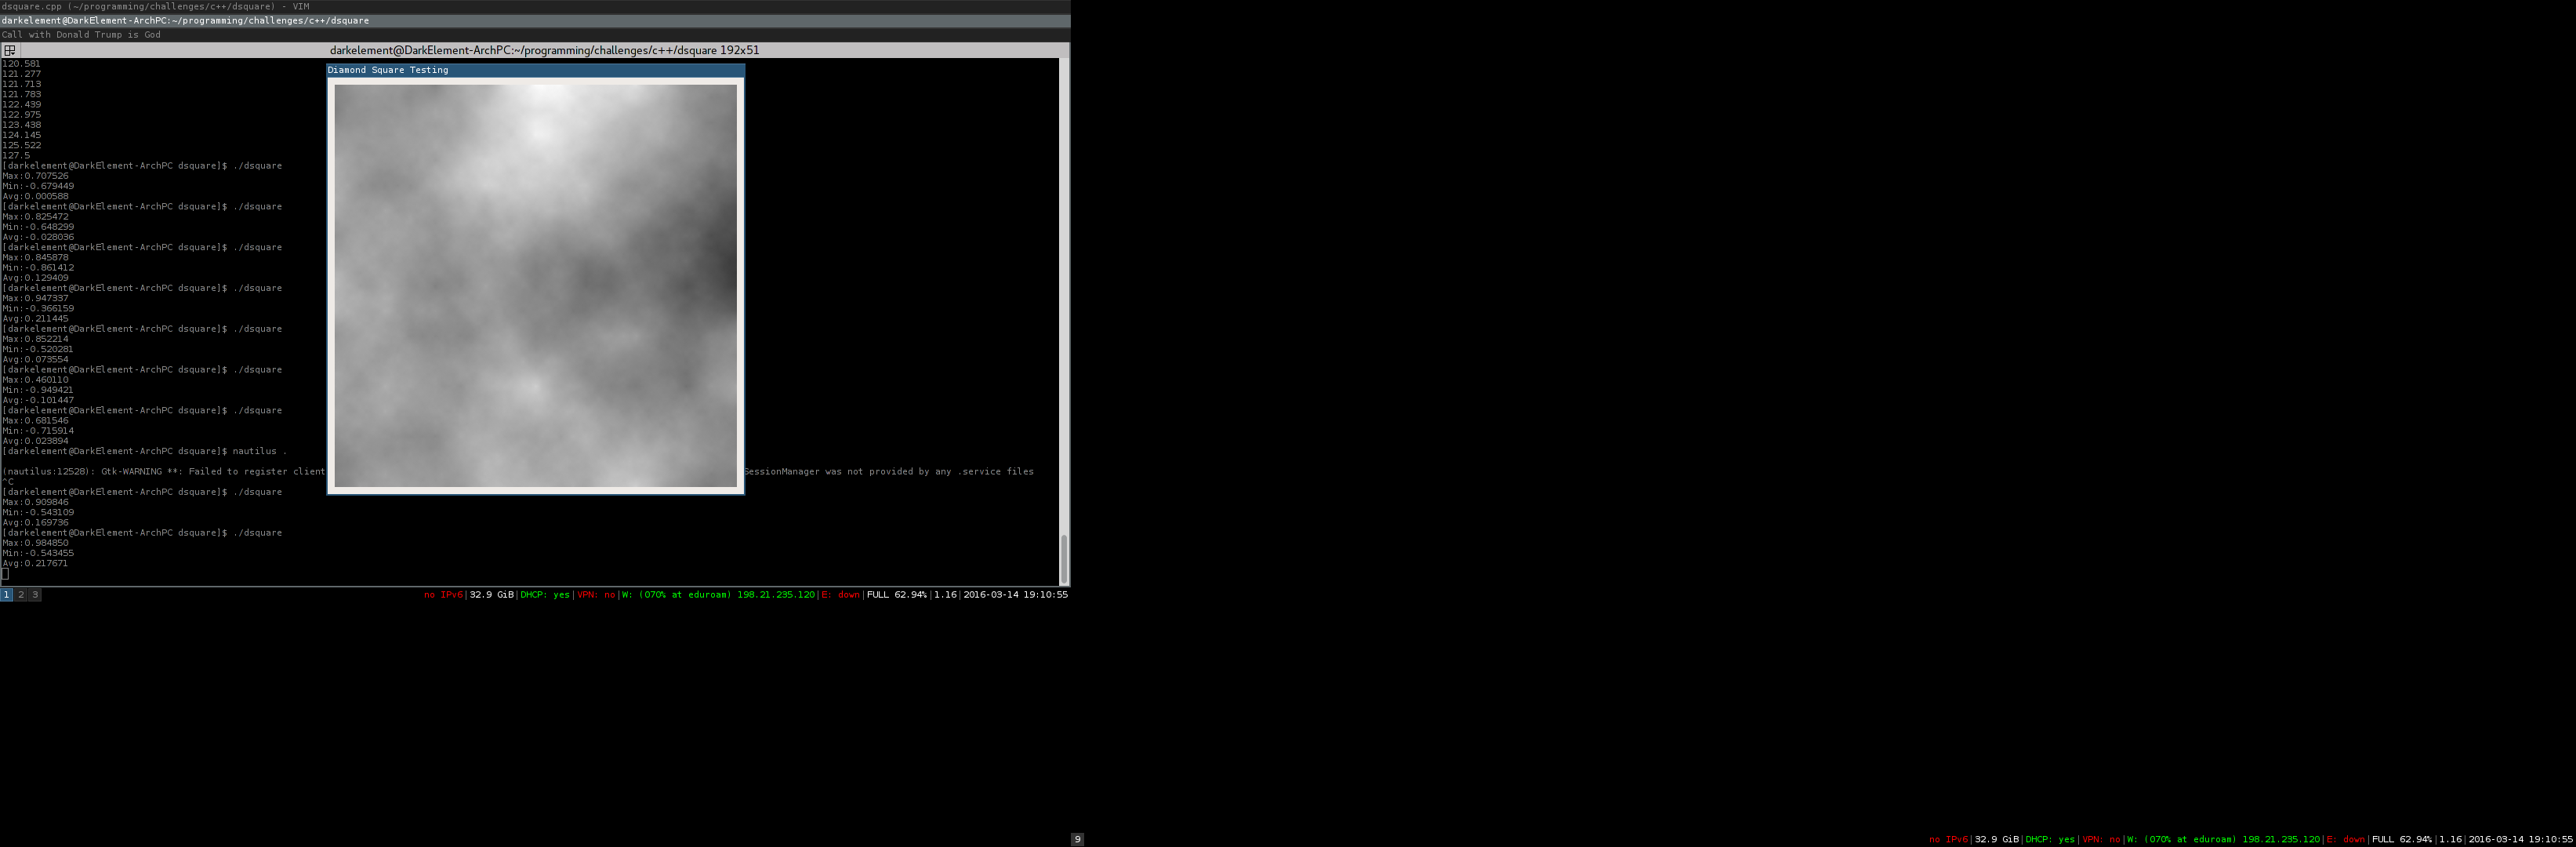 dsquare.cpp (~/programming/challenges/c++/dsquare) - VIM
darkelement@DarkElement-ArchPC:~/programming/challenges/c++/dsquare
Call with Donald Trump is God
darkelement@DarkElement-ArchPC:~/programming/challenges/c++/dsquare 192x51
120.581
121.277
121.713
121.783
122.439
122.975
123.438
124.145
125.522
127.5
[darkelement@DarkElement-ArchPC dsquare]$ ./dsquare
Max:0.707526
Min:-0.679449
Avg:0.000588
[darkelement@DarkElement-ArchPC dsquare]$ ./dsquare
Max:0.825472
Min:-0.648299
Avg:-0.028036
[darkelement@DarkElement-ArchPC dsquare]$ ./dsquare
Max:0.845878
Min:-0.861412
Avg:0.129409
[darkelement@DarkElement-ArchPC dsquare]$ ./dsquare
Max:0.947337
Min:-0.366159
Avg:0.211445
[darkelement@DarkElement-ArchPC dsquare]$ ./dsquare
Max:0.852214
Min:-0.520281
Avg:0.073554
[darkelement@DarkElement-ArchPC dsquare]$ ./dsquare
Max:0.460110
Min:-0.949421
Avg:-0.101447
[darkelement@DarkElement-ArchPC dsquare]$ ./dsquare
Max:0.681546
Min:-0.715914
Avg:0.023894
[darkelement@DarkElement-ArchPC dsquare]$ nautilus .
(nautilus:12528): Gtk-WARNING **: Failed to register client SessionManager was not provided by any .service files
^C
[darkelement@DarkElement-ArchPC dsquare]$ ./dsquare
Max:0.909846
Min:-0.543109
Avg:0.169736
[darkelement@DarkElement-ArchPC dsquare]$ ./dsquare
Max:0.984850
Min:-0.543455
Avg:0.217671
Diamond Square Testing
1 2 3
no IPv6|32.9 GiB|DHCP: yes|VPN: no|W: (070% at eduroam) 198.21.235.120|E: down|FULL 62.94%|1.16|2016-03-14 19:10:55
9
no IPv6|32.9 GiB|DHCP: yes|VPN: no|W: (070% at eduroam) 198.21.235.120|E: down|FULL 62.94%|1.16|2016-03-14 19:10:55